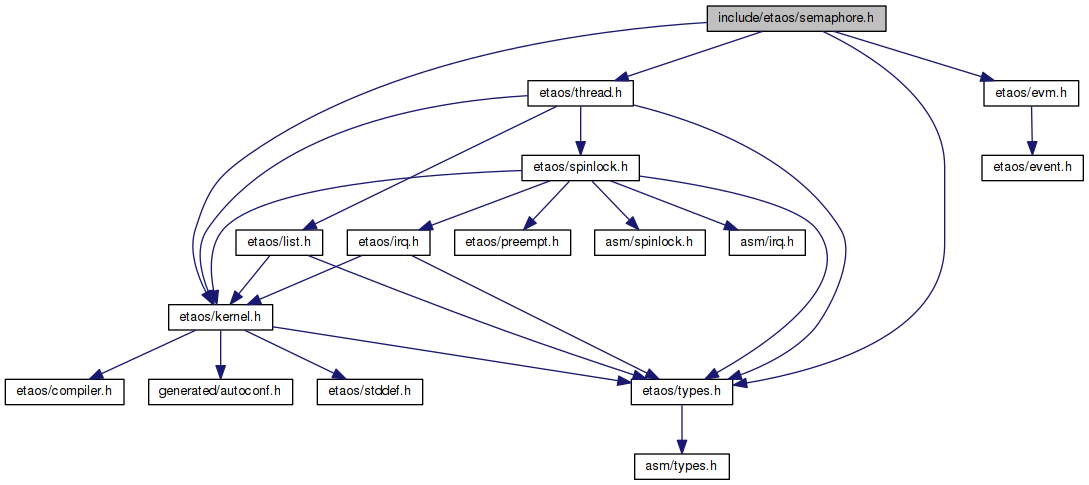 include/etaos/semaphore.h
etaos/thread.h
etaos/evm.h
etaos/spinlock.h
etaos/event.h
etaos/list.h
etaos/irq.h
etaos/preempt.h
asm/spinlock.h
asm/irq.h
etaos/kernel.h
etaos/compiler.h
generated/autoconf.h
etaos/stddef.h
etaos/types.h
asm/types.h